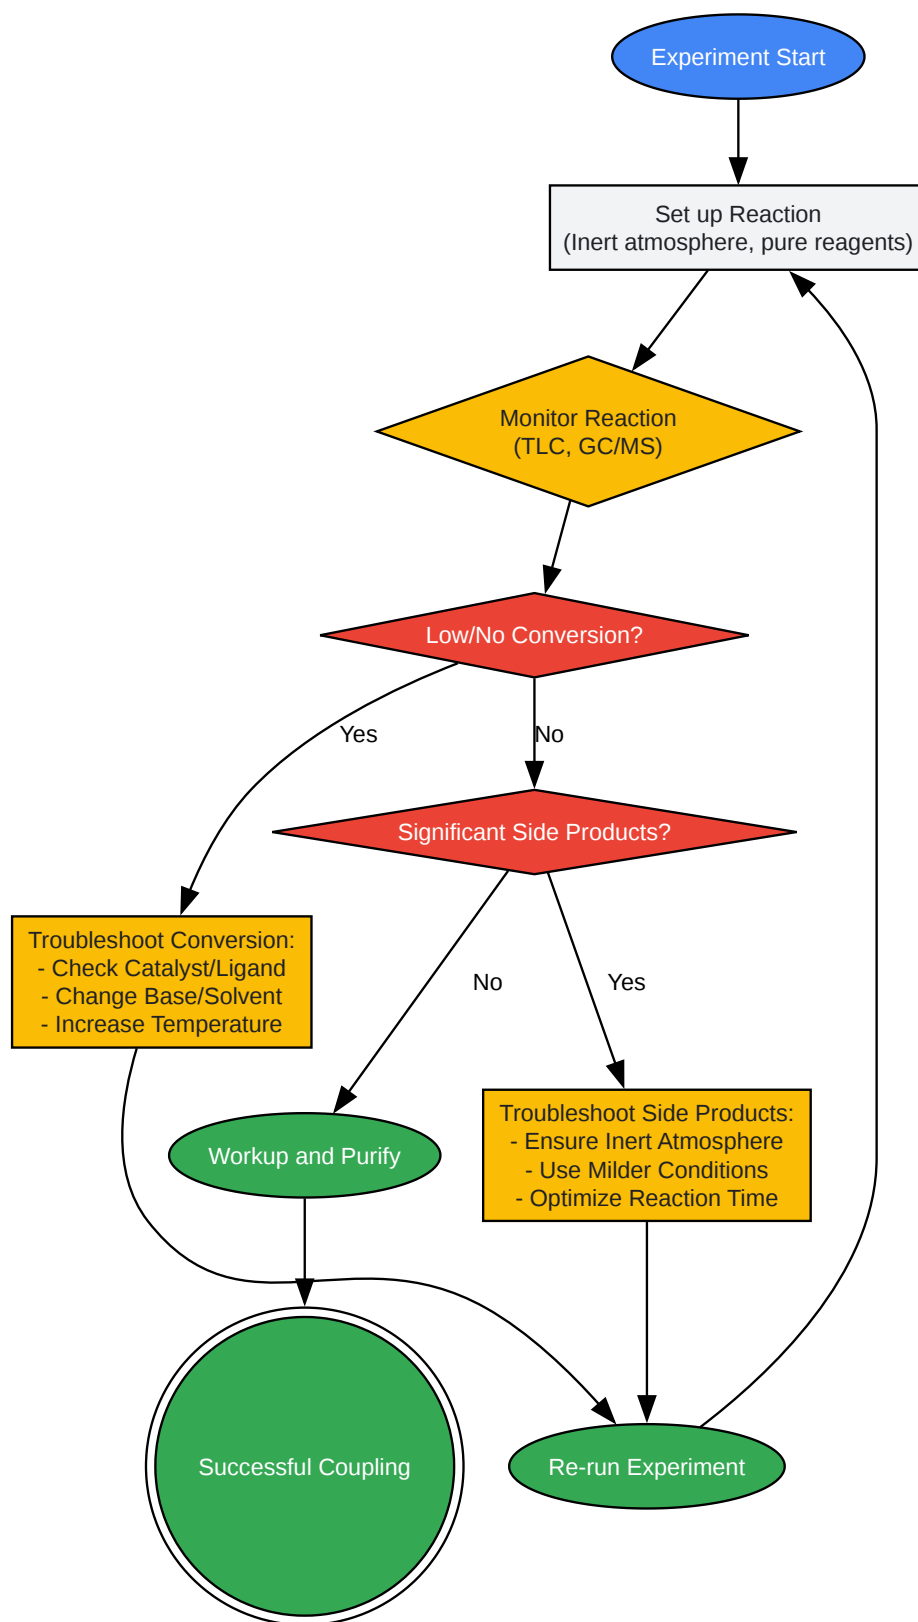 Experiment Start
Set up Reaction
(Inert atmosphere, pure reagents)
Monitor Reaction
(TLC, GC/MS)
Low/No Conversion?
Yes
No
Significant Side Products?
Troubleshoot Conversion:
- Check Catalyst/Ligand
- Change Base/Solvent
- Increase Temperature
No
Yes
Troubleshoot Side Products:
- Ensure Inert Atmosphere
- Use Milder Conditions
- Optimize Reaction Time
Workup and Purify
Successful Coupling
Re-run Experiment